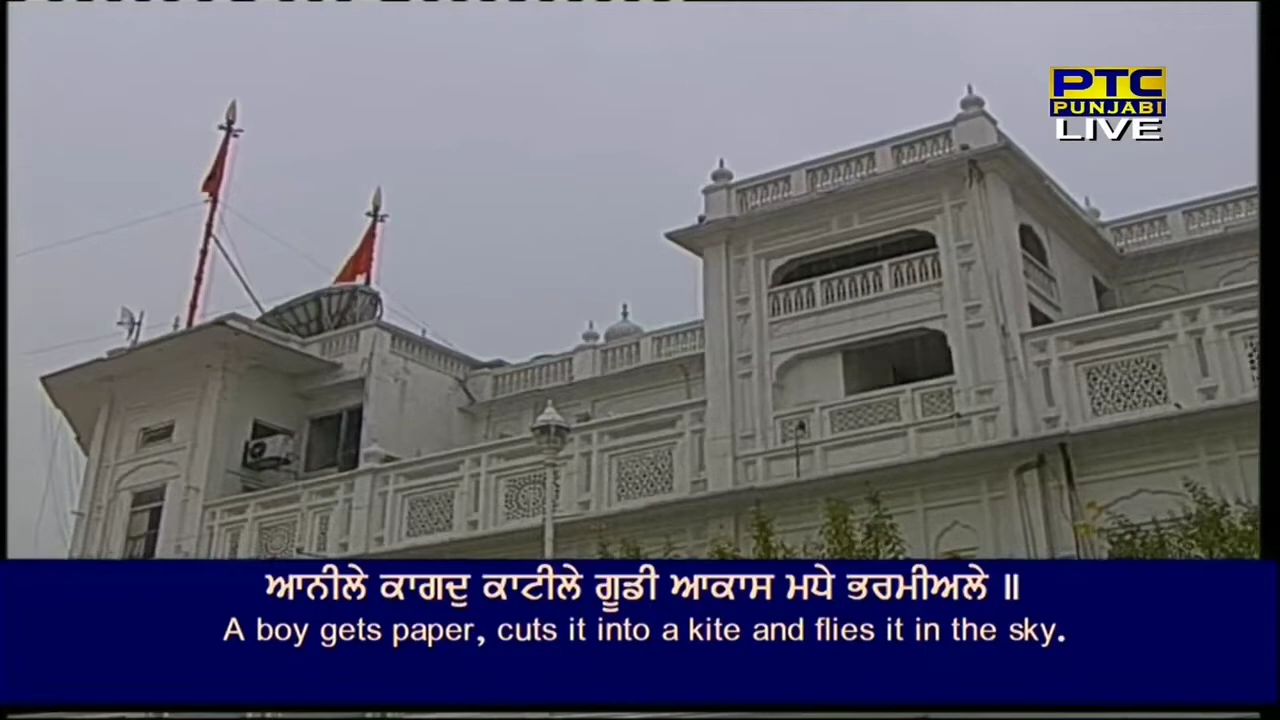 PTC
PUNJABI
LIVE
ਆਨੀਲੇ ਕਾਗਦੁ ਕਾਟੀਲੇ ਗੂਡੀ ਆਕਾਸ ਮਧੇ ਭਰਮੀਅਲੇ ॥
A boy gets paper, cuts it into a kite and flies it in the sky.